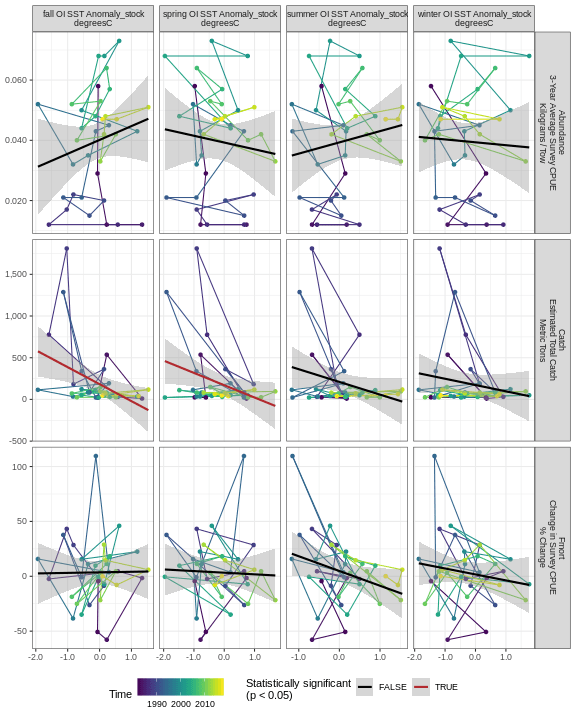 fall OI SST Anomaly_stock
degreesC
spring OI SST Anomaly_stock
degreesC
summer OI SST Anomaly_stock
degreesC
winter OI SST Anomaly_stock
degreesC
0.060
0.040
0.020
Abundance
3-Year Average Survey CPUE
Kilograms / Tow
1,500
1,000
500
0
-500
Catch
Estimated Total Catch
Metric Tons
100
50
0
-50
Fmort
Change in Survey CPUE
% Change
-2.0 -1.0 0.0 1.0
-2.0 -1.0 0.0 1.0
-1.0 0.0 1.0
-2.0 -1.0 0.0 1.0
Time
1990 2000 2010
Statistically significant
(p < 0.05)
FALSE
TRUE